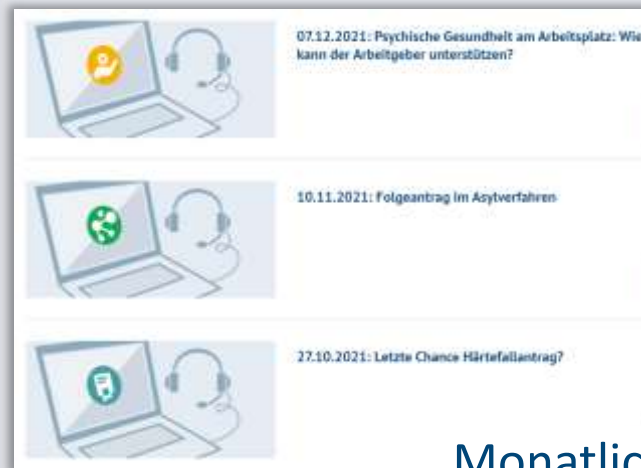 07.12.2021: Psychische Gesundheit am Arbeitsplatz: Wie
kann der Arbeitgeber unterstützen?
10.11.2021: Folgeantrag im Asylverfahren
27.10.2021: Letzte Chance Härtefallantrag?